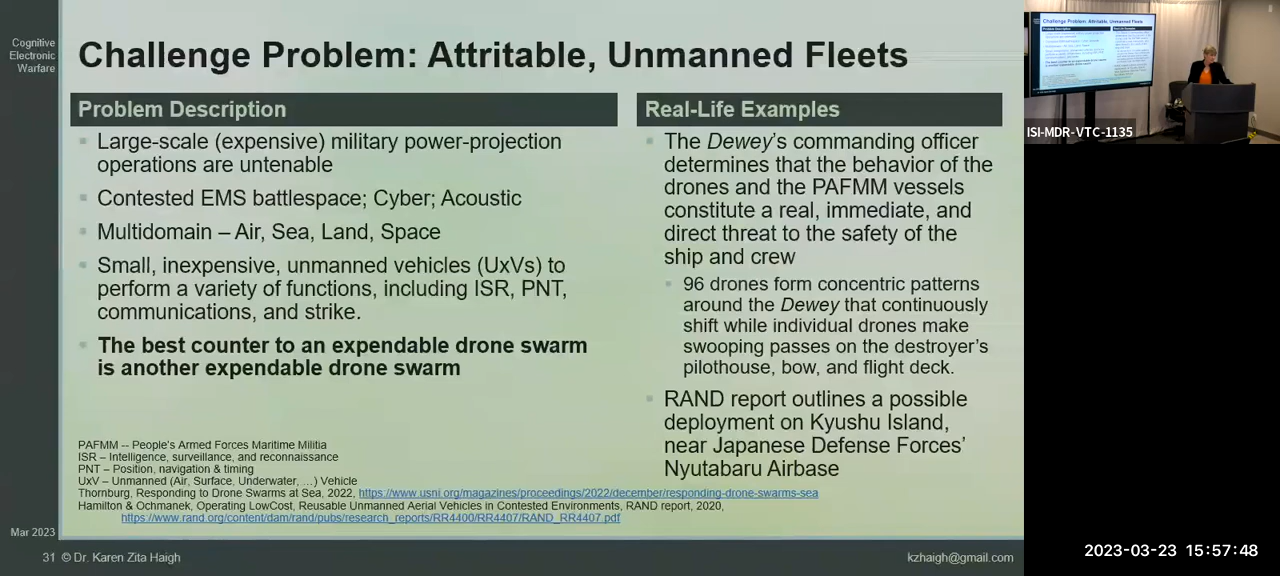 Cognitive
Electronic
Warfare
Challenge Problem: Attritable, Unmanned Fleets
Problem Description
Large-scale (expensive) military power-projection
operations are untenable
Contested EMS battlespace; Cyber; Acoustic
Multidomain – Air, Sea, Land, Space
Small, inexpensive, unmanned vehicles (UxVs) to
perform a variety of functions, including ISR, PNT,
communications, and strike.
The best counter to an expendable drone swarm
is another expendable drone swarm
Real-Life Examples
The Dewey's commanding officer
determines that the behavior of the
drones and the PAFMM vessels
constitute a real, immediate, and
direct threat to the safety of the
ship and crew
96 drones form concentric patterns
around the Dewey that continuously
shift while individual drones make
swooping passes on the destroyer's
pilothouse, bow, and flight deck.
RAND report outlines a possible
deployment on Kyushu Island,
near Japanese Defense Forces'
Nyutabaru Airbase
PAFMM -- People's Armed Forces Maritime Militia
ISR – Intelligence, surveillance, and reconnaissance
PNT – Position, navigation & timing
UxV – Unmanned (Air, Surface, Underwater, ...) Vehicle
Thornburg, Responding to Drone Swarms at Sea, 2022, https://www.usni.org/magazines/proceedings/2022/december/responding-drone-swarms-sea
Hamilton & Ochmanek, Operating LowCost, Reusable Unmanned Aerial Vehicles in Contested Environments, RAND report, 2020,
https://www.rand.org/content/dam/rand/pubs/research_reports/RR4400/RR4407/RAND_RR4407.pdf
Mar 2023
31 © Dr. Karen Zita Haigh
kzhaigh@gmail.com
Challenge Problem: Attritable, Unmanned Fleets
ISI-MDR-VTC-1135
2023-03-23 15:57:48